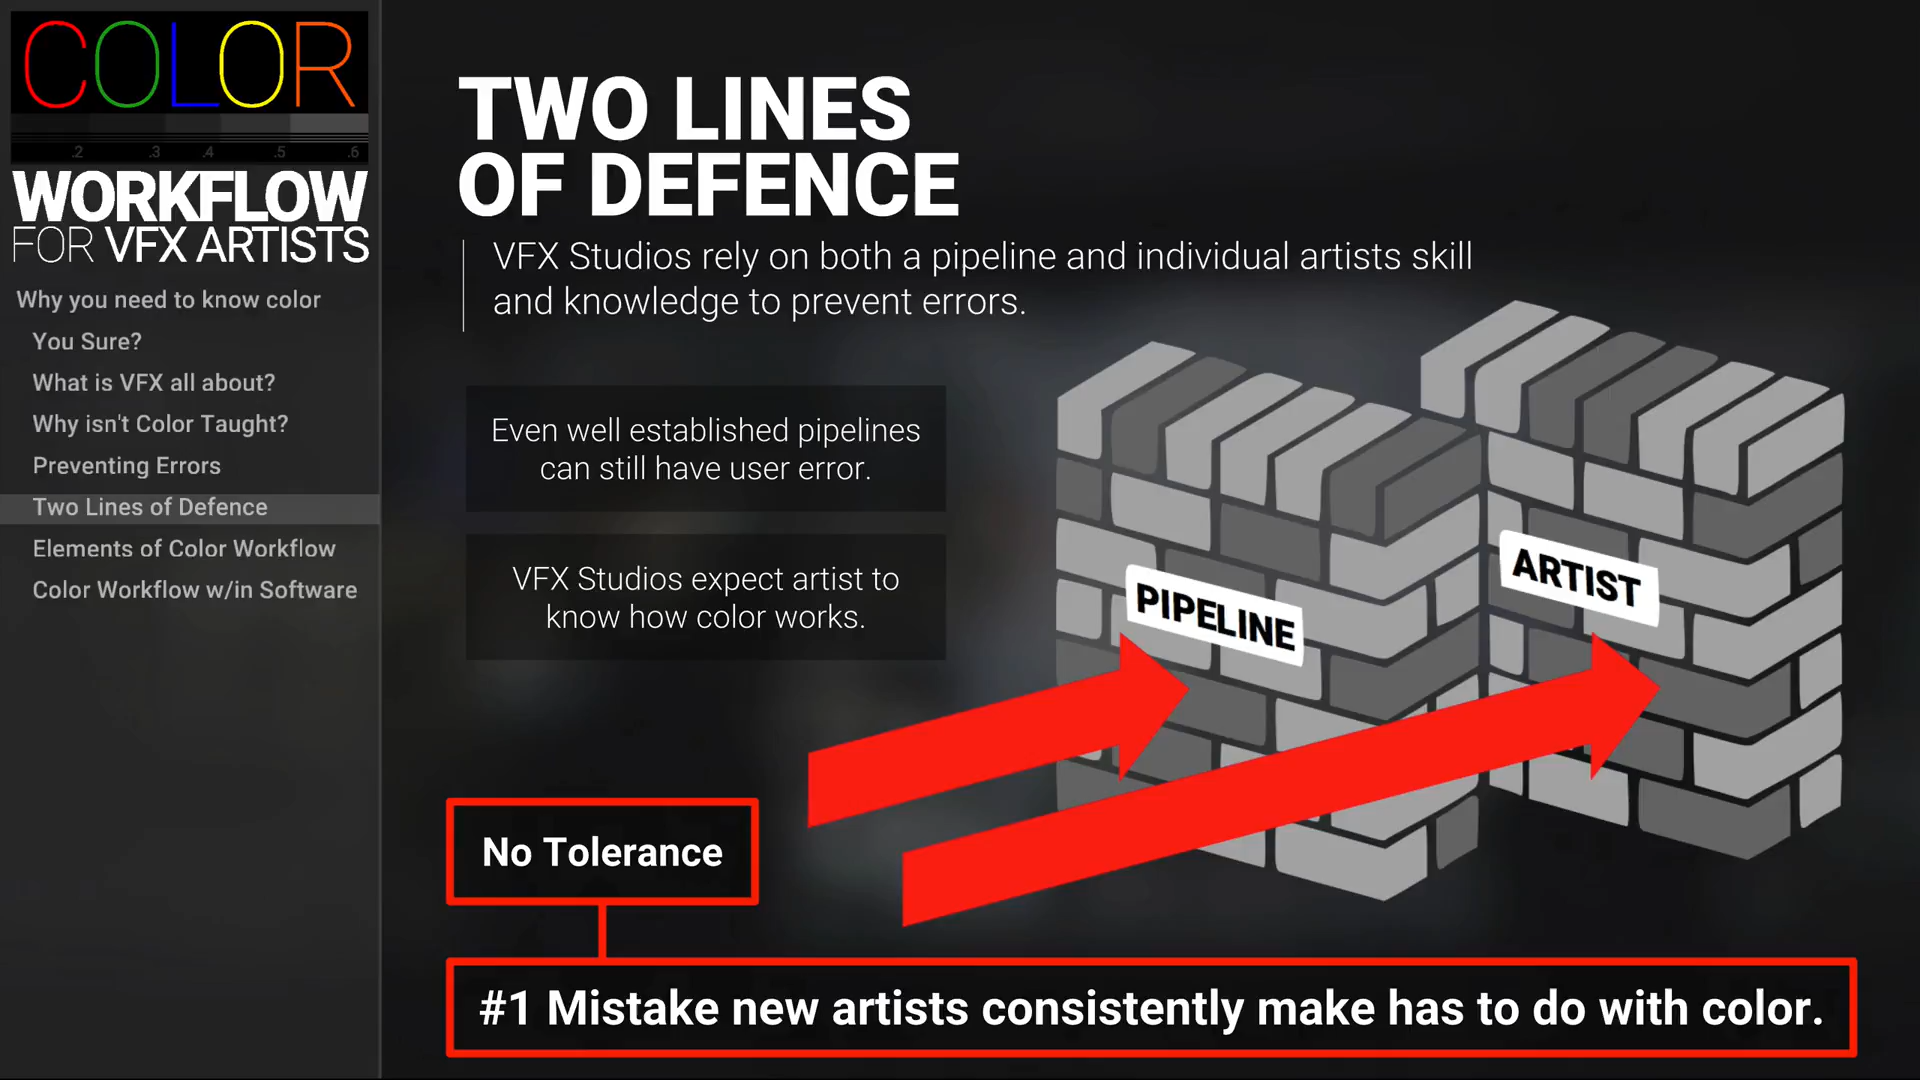 COLOR
.2 .3 .4 .5 .6
WORKFLOW
FOR VFX ARTISTS
Why you need to know color
You Sure?
What is VFX all about?
Why isn't Color Taught?
Preventing Errors
Two Lines of Defence
Elements of Color Workflow
Color Workflow w/in Software
TWO LINES
OF DEFENCE
VFX Studios rely on both a pipeline and individual artists skill
and knowledge to prevent errors.
Even well established pipelines
can still have user error.
VFX Studios expect artist to
know how color works.
PIPELINE
ARTIST
No Tolerance
#1 Mistake new artists consistently make has to do with color.